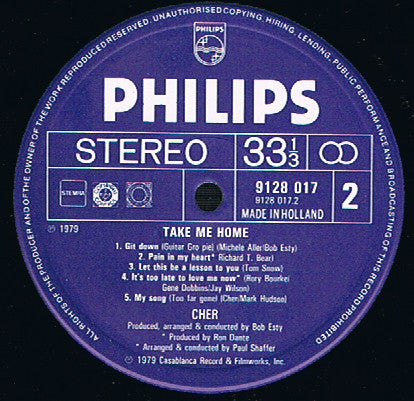 ALL RIGHTS OF THE PRODUCER AND OF THE OWNER OF THE WORK REPRODUCED RESERVED. UNAUTHORISED COPYING, HIRING, LENDING, PUBLIC PERFORMANCE AND BROADCASTING OF THIS RECORD PROHIBITED
PHILIPS
PHILIPS
STEREO 33 1/3
STEMRA
9128 017
9128 017.2
MADE IN HOLLAND
2
℗ 1979
TAKE ME HOME
1. Git down (Guitar Gro pie) (Michele Aller/Bob Esty)
2. Pain in my heart° Richard T. Bear)
3. Let this be a lesson to you (Tom Snow)
4. It's too late to love me now* (Rory Bourke/
Gene Dobbins/Jay Wilson)
5. My song (Too far gone) (Cher/Mark Hudson)
CHER
Produced, arranged & conducted by Bob Esty
° Produced by Ron Dante
* Arranged & conducted by Paul Shaffer
℗ 1979 Casablanca Record & Filmworks, Inc.